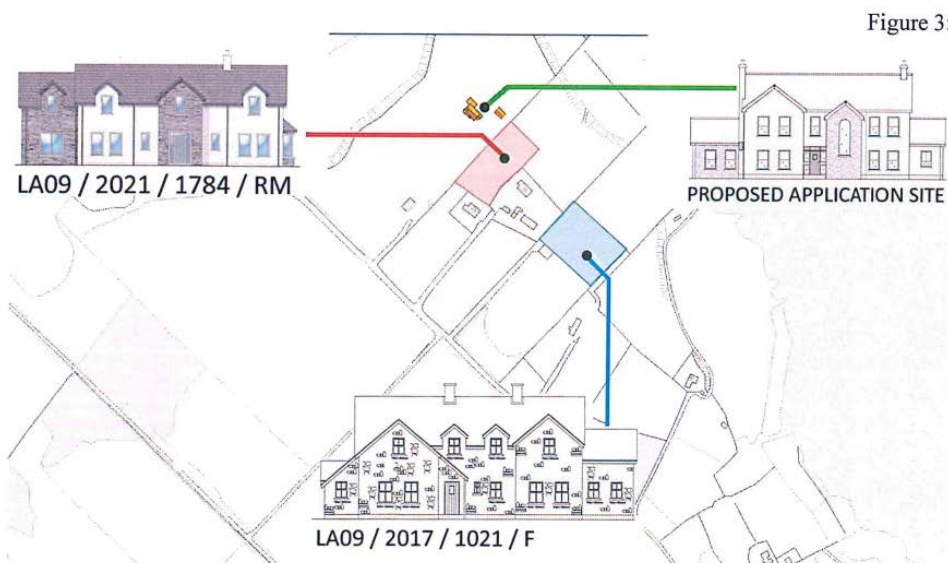 Figure 3:
LA09 / 2021 / 1784 / RM
PROPOSED APPLICATION SITE
LA09 / 2017 / 1021 / F